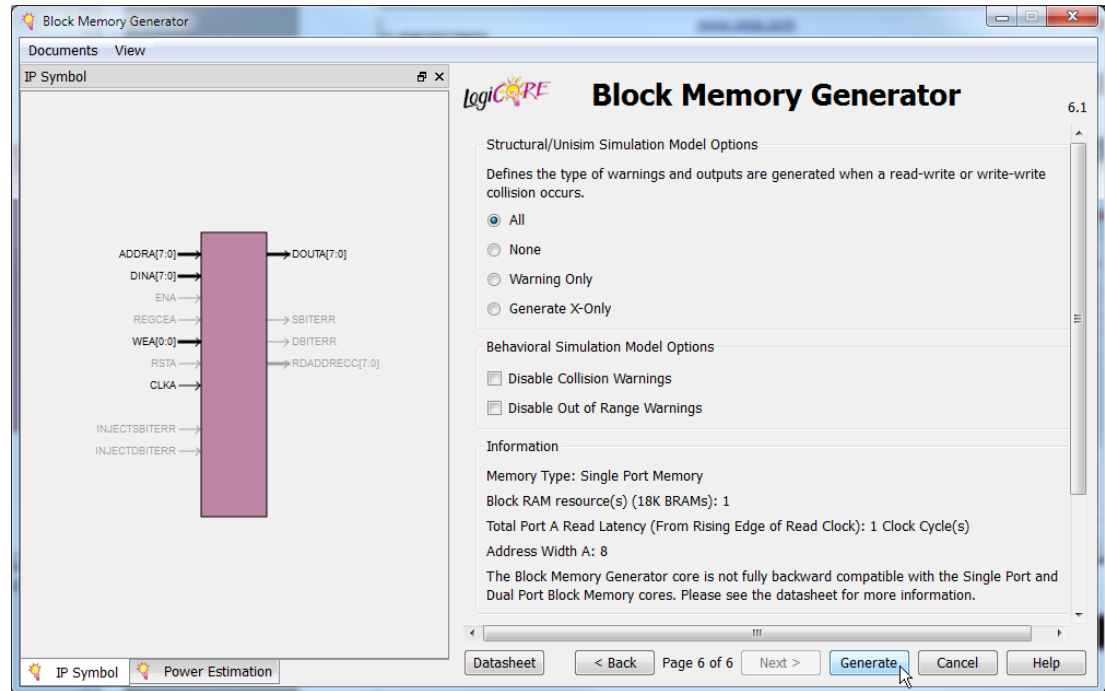 Block Memory Generator
Documents View
IP Symbol
ADDRA[7:0]
DOUTA[7:0]
DINA[7:0]
ENA
REGCEA
SBITERR
WEA[0:0]
DBITERR
RSTA
RDADDRECC[7:0]
CLKA
INJECTSBITERR
INJECTDBITERR
IP Symbol
Power Estimation
LogiCORE
Block Memory Generator
6.1
Structural/Unisim Simulation Model Options
Defines the type of warnings and outputs are generated when a read-write or write-write
collision occurs.
All
None
Warning Only
Generate X-Only
Behavioral Simulation Model Options
Disable Collision Warnings
Disable Out of Range Warnings
Information
Memory Type: Single Port Memory
Block RAM resource(s) (18K BRAMs): 1
Total Port A Read Latency (From Rising Edge of Read Clock): 1 Clock Cycle(s)
Address Width A: 8
The Block Memory Generator core is not fully backward compatible with the Single Port and
Dual Port Block Memory cores. Please see the datasheet for more information.
Datasheet < Back Page 6 of 6 Next > Generate Cancel Help